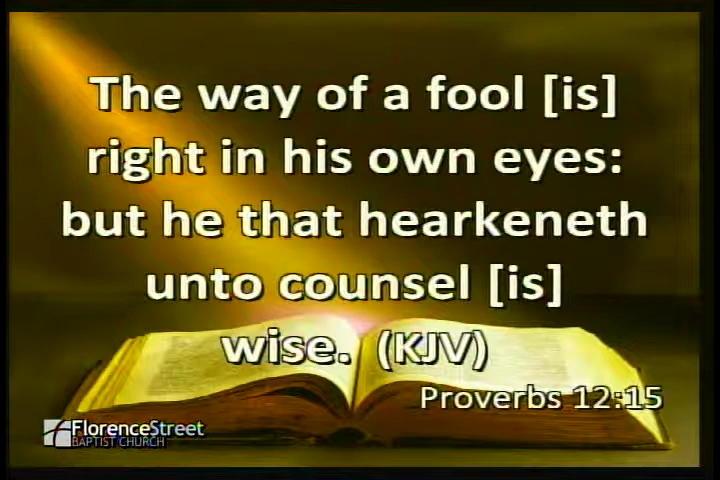 The way of a fool [is]
right in his own eyes:
but he that hearkeneth
unto counsel [is]
wise. (KJV)
Proverbs 12:15
FlorenceStreet
BAPTIST CHURCH